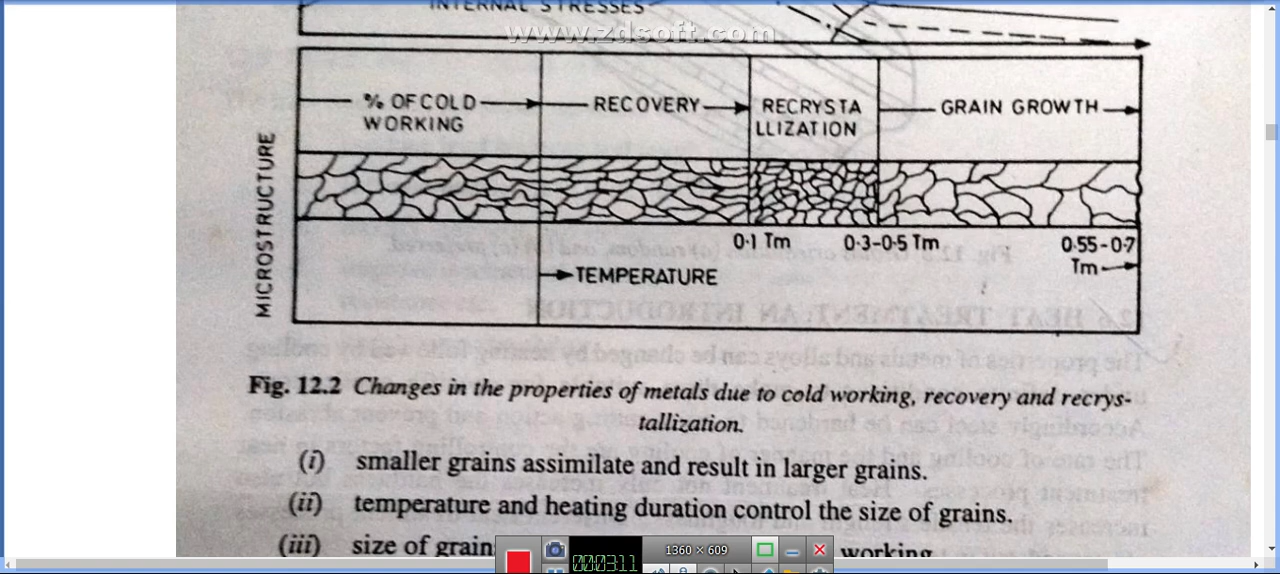 INTERNAL STRESSES
www.zdsoft.com
% OF COLD WORKING
RECOVERY
RECRYSTA
LLIZATION
GRAIN GROWTH
MICROSTRUCTURE
0·1 Tm
0·3-0·5 Tm
0·55-0·7
Tm
TEMPERATURE
Fig. 12.2 Changes in the properties of metals due to cold working, recovery and recrys-
tallization.
(i) smaller grains assimilate and result in larger grains.
(ii) temperature and heating duration control the size of grains.
(iii) size of grain
working
00:03:11
1360 × 609